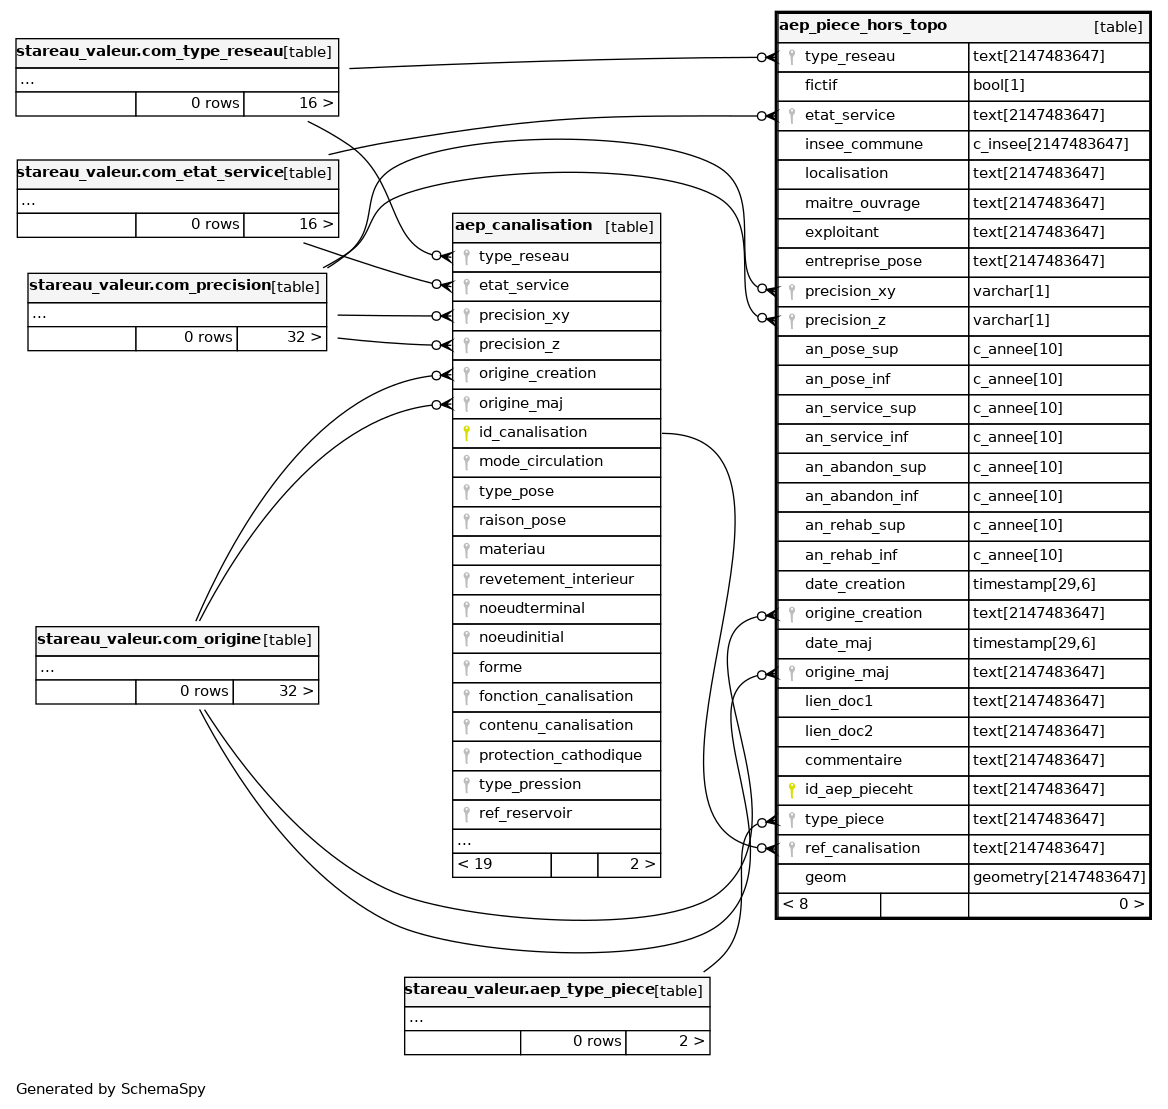 stareau_valeur.com_type_reseau[table]
...
0 rows 16 >
stareau_valeur.com_etat_service[table]
...
0 rows 16 >
stareau_valeur.com_precision[table]
...
0 rows 32 >
stareau_valeur.com_origine [table]
...
0 rows 32 >
aep_canalisation [table]
type_reseau
etat_service
precision_xy
precision_z
origine_creation
origine_maj
id_canalisation
mode_circulation
type_pose
raison_pose
materiau
revetement_interieur
noeudterminal
noeudinitial
forme
fonction_canalisation
contenu_canalisation
protection_cathodique
type_pression
ref_reservoir
...
< 19 2 >
stareau_valeur.aep_type_piece[table]
...
0 rows 2 >
aep_piece_hors_topo [table]
type_reseau text[2147483647]
fictif bool[1]
etat_service text[2147483647]
insee_commune c_insee[2147483647]
localisation text[2147483647]
maitre_ouvrage text[2147483647]
exploitant text[2147483647]
entreprise_pose text[2147483647]
precision_xy varchar[1]
precision_z varchar[1]
an_pose_sup c_annee[10]
an_pose_inf c_annee[10]
an_service_sup c_annee[10]
an_service_inf c_annee[10]
an_abandon_sup c_annee[10]
an_abandon_inf c_annee[10]
an_rehab_sup c_annee[10]
an_rehab_inf c_annee[10]
date_creation timestamp[29,6]
origine_creation text[2147483647]
date_maj timestamp[29,6]
origine_maj text[2147483647]
lien_doc1 text[2147483647]
lien_doc2 text[2147483647]
commentaire text[2147483647]
id_aep_pieceht text[2147483647]
type_piece text[2147483647]
ref_canalisation text[2147483647]
geom geometry[2147483647]
< 8 0 >
Generated by SchemaSpy